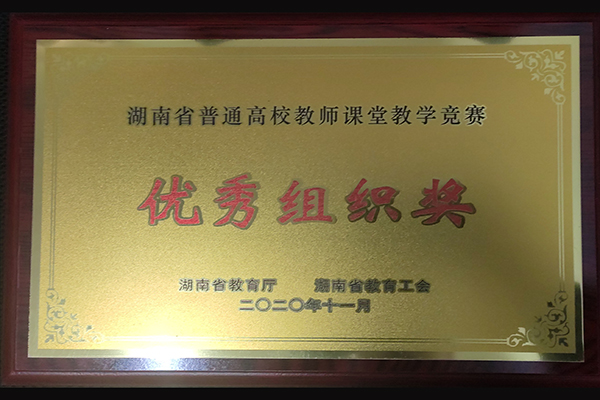 湖南省普通高校教师课堂教学竞赛
优秀组织奖
湖南省教育厅 湖南省教育工会
二〇二〇年十一月